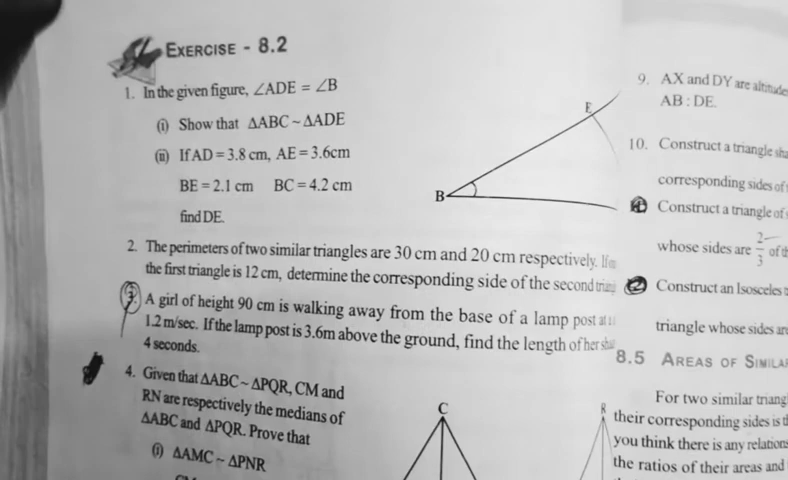 EXERCISE - 8.2
1. In the given figure, ∠ADE = ∠B
(i) Show that ΔABC ~ ΔADE
(ii) If AD = 3.8 cm, AE = 3.6cm
BE = 2.1 cm BC = 4.2 cm
find DE.
E
B
2. The perimeters of two similar triangles are 30 cm and 20 cm respectively. If
the first triangle is 12 cm, determine the corresponding side of the second
3. A girl of height 90 cm is walking away from the base of a lamp post at
1.2 m/sec. If the lamp post is 3.6m above the ground, find the length of her
4 seconds.
4. Given that ΔABC ~ ΔPQR, CM and
RN are respectively the medians of
ΔABC and ΔPQR. Prove that
(i) ΔAMC ~ ΔPNR
C
R
9. AX and DY are
AB : DE.
10. Construct a triangle
corresponding sides of
Construct a triangle of
whose sides are 2/3 of
Construct an Isosceles
triangle whose sides
8.5 AREAS OF
For two similar
their corresponding sides is
you think there is any
the ratios of their areas and